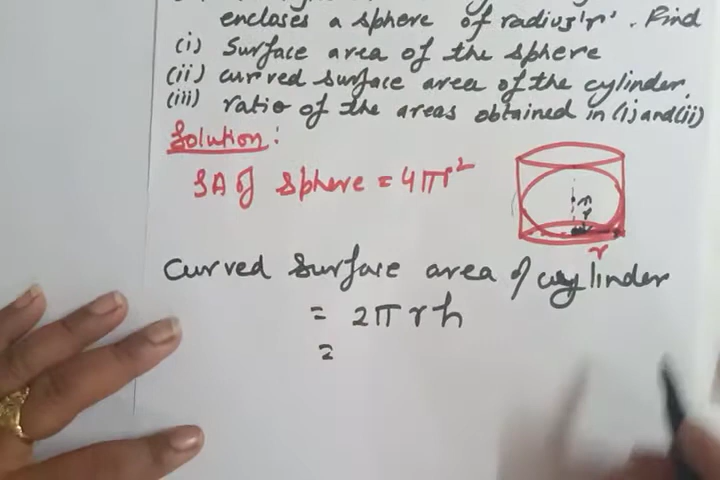 encloses a sphere of radius'r'. Find
(i) Surface area of the sphere
(ii) curved surface area of the cylinder.
(iii) ratio of the areas obtained in (i) and (ii)
Solution:
SA of sphere = 4πr²
r
r
r
Curved surface area of cylinder
= 2πrh
=